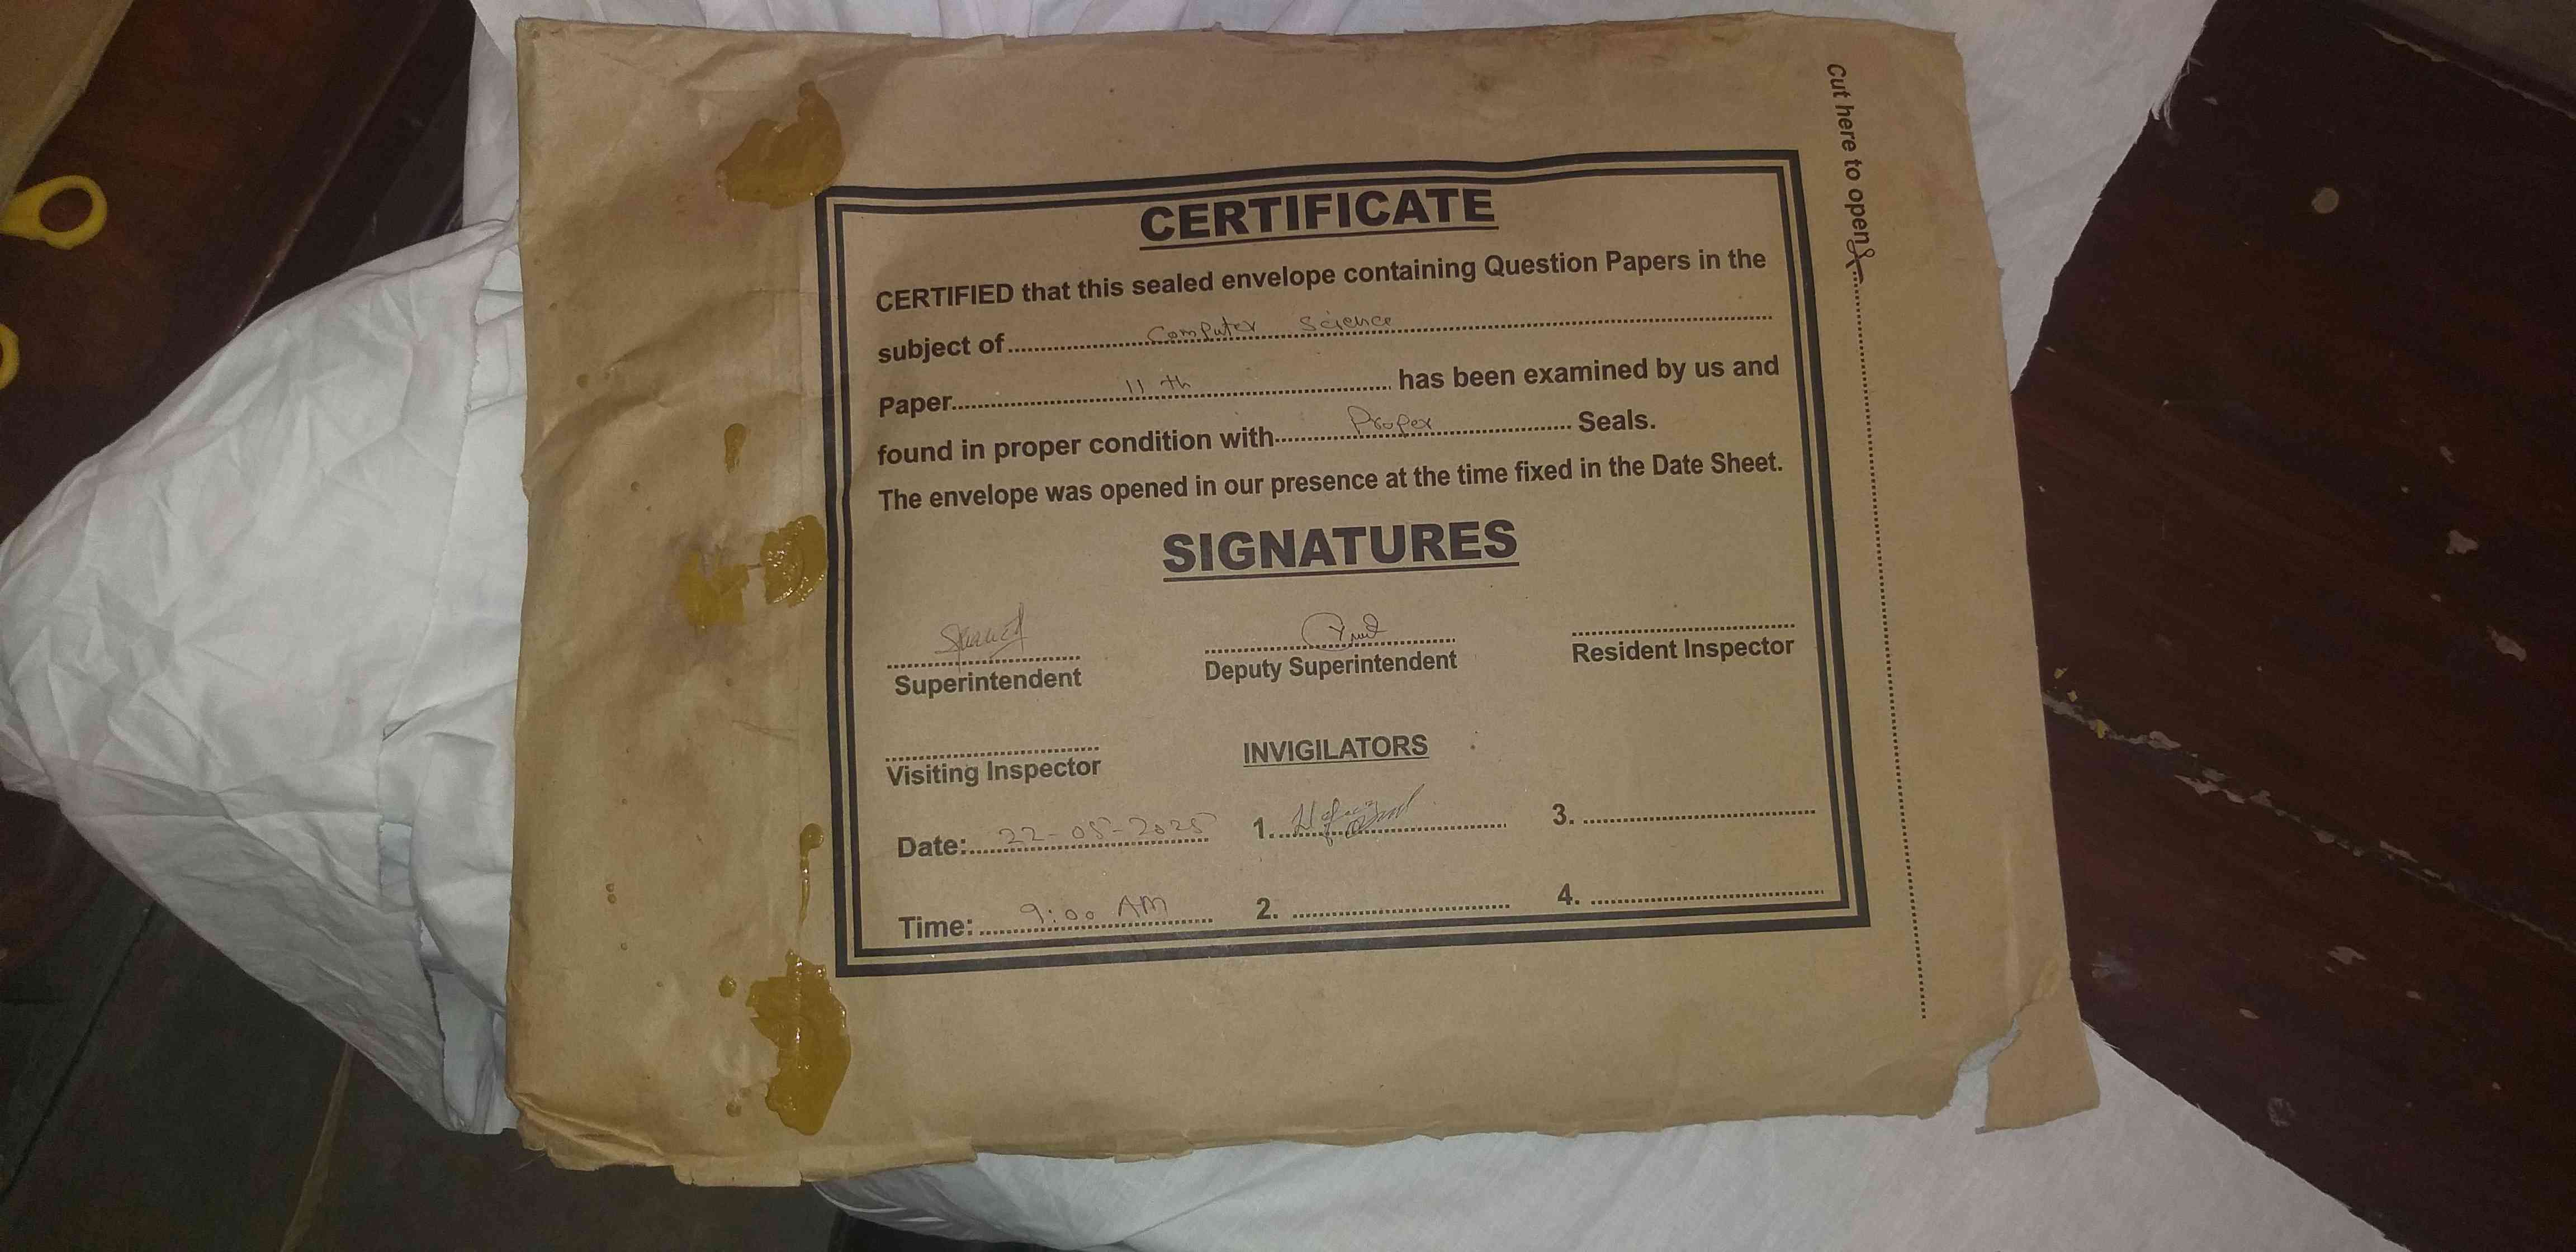 Cut here to open
CERTIFICATE
CERTIFIED that this sealed envelope containing Question Papers in the
subject of Computer Science
Paper 11 th has been examined by us and
found in proper condition with Proper Seals.
The envelope was opened in our presence at the time fixed in the Date Sheet.
SIGNATURES
Superintendent Deputy Superintendent Resident Inspector
Visiting Inspector INVIGILATORS
Date: 22-05-2025 1. 3.
Time: 9:00 AM 2. 4.